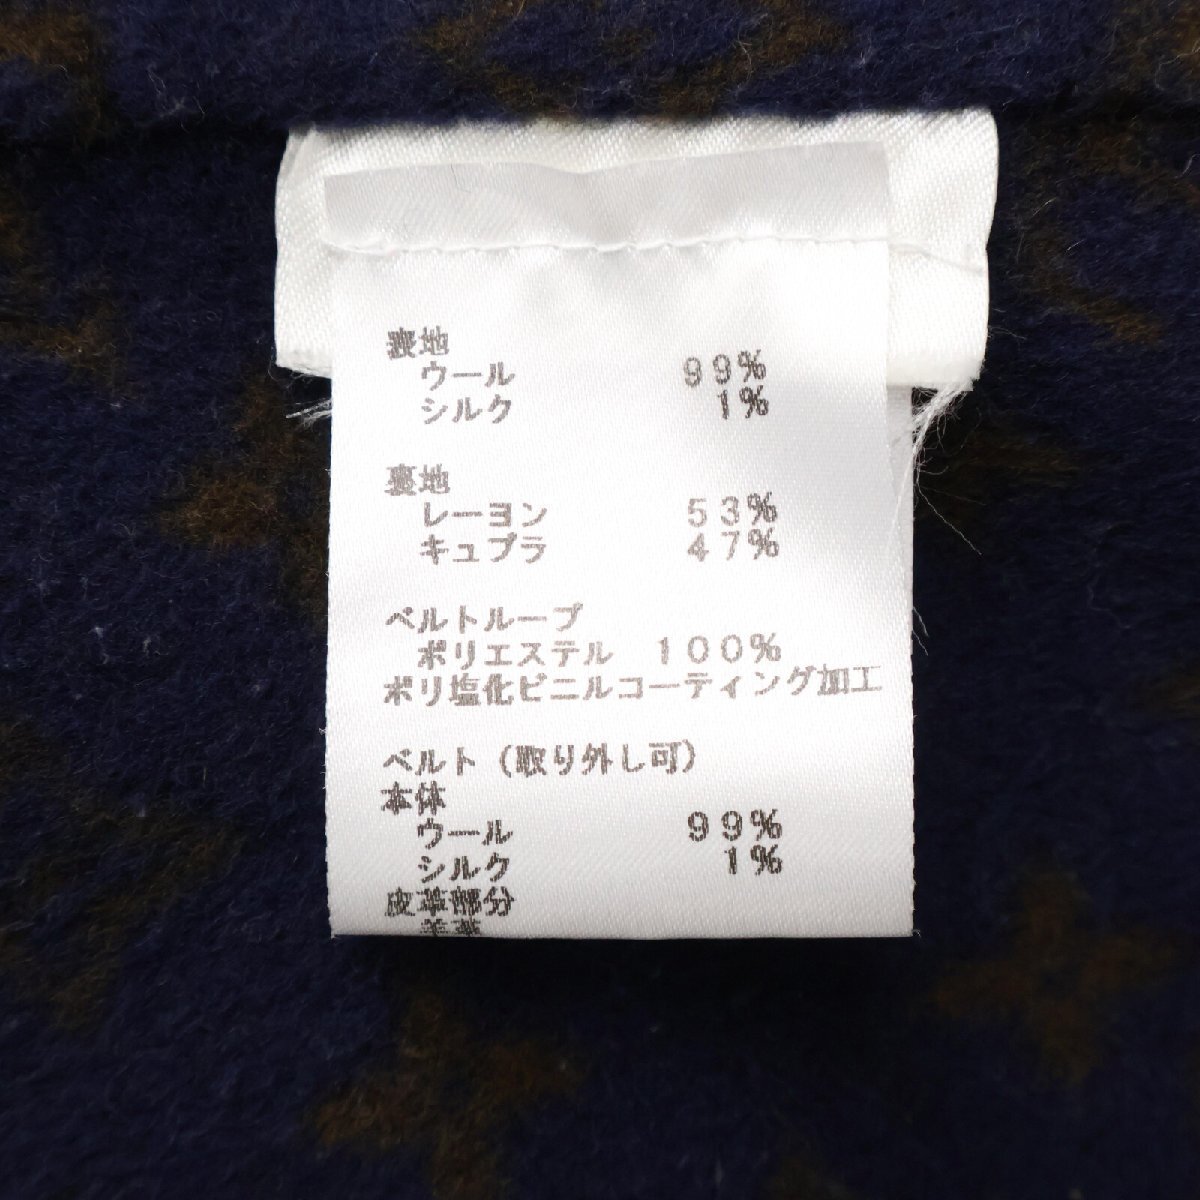 表地
ウール 99%
シルク 1%
裏地
レーヨン 53%
キュプラ 47%
ベルトループ
ポリエステル 100%
ポリ塩化ビニルコーティング加工
ベルト(取り外し可)
本体
ウール 99%
シルク 1%
皮革部分
羊革